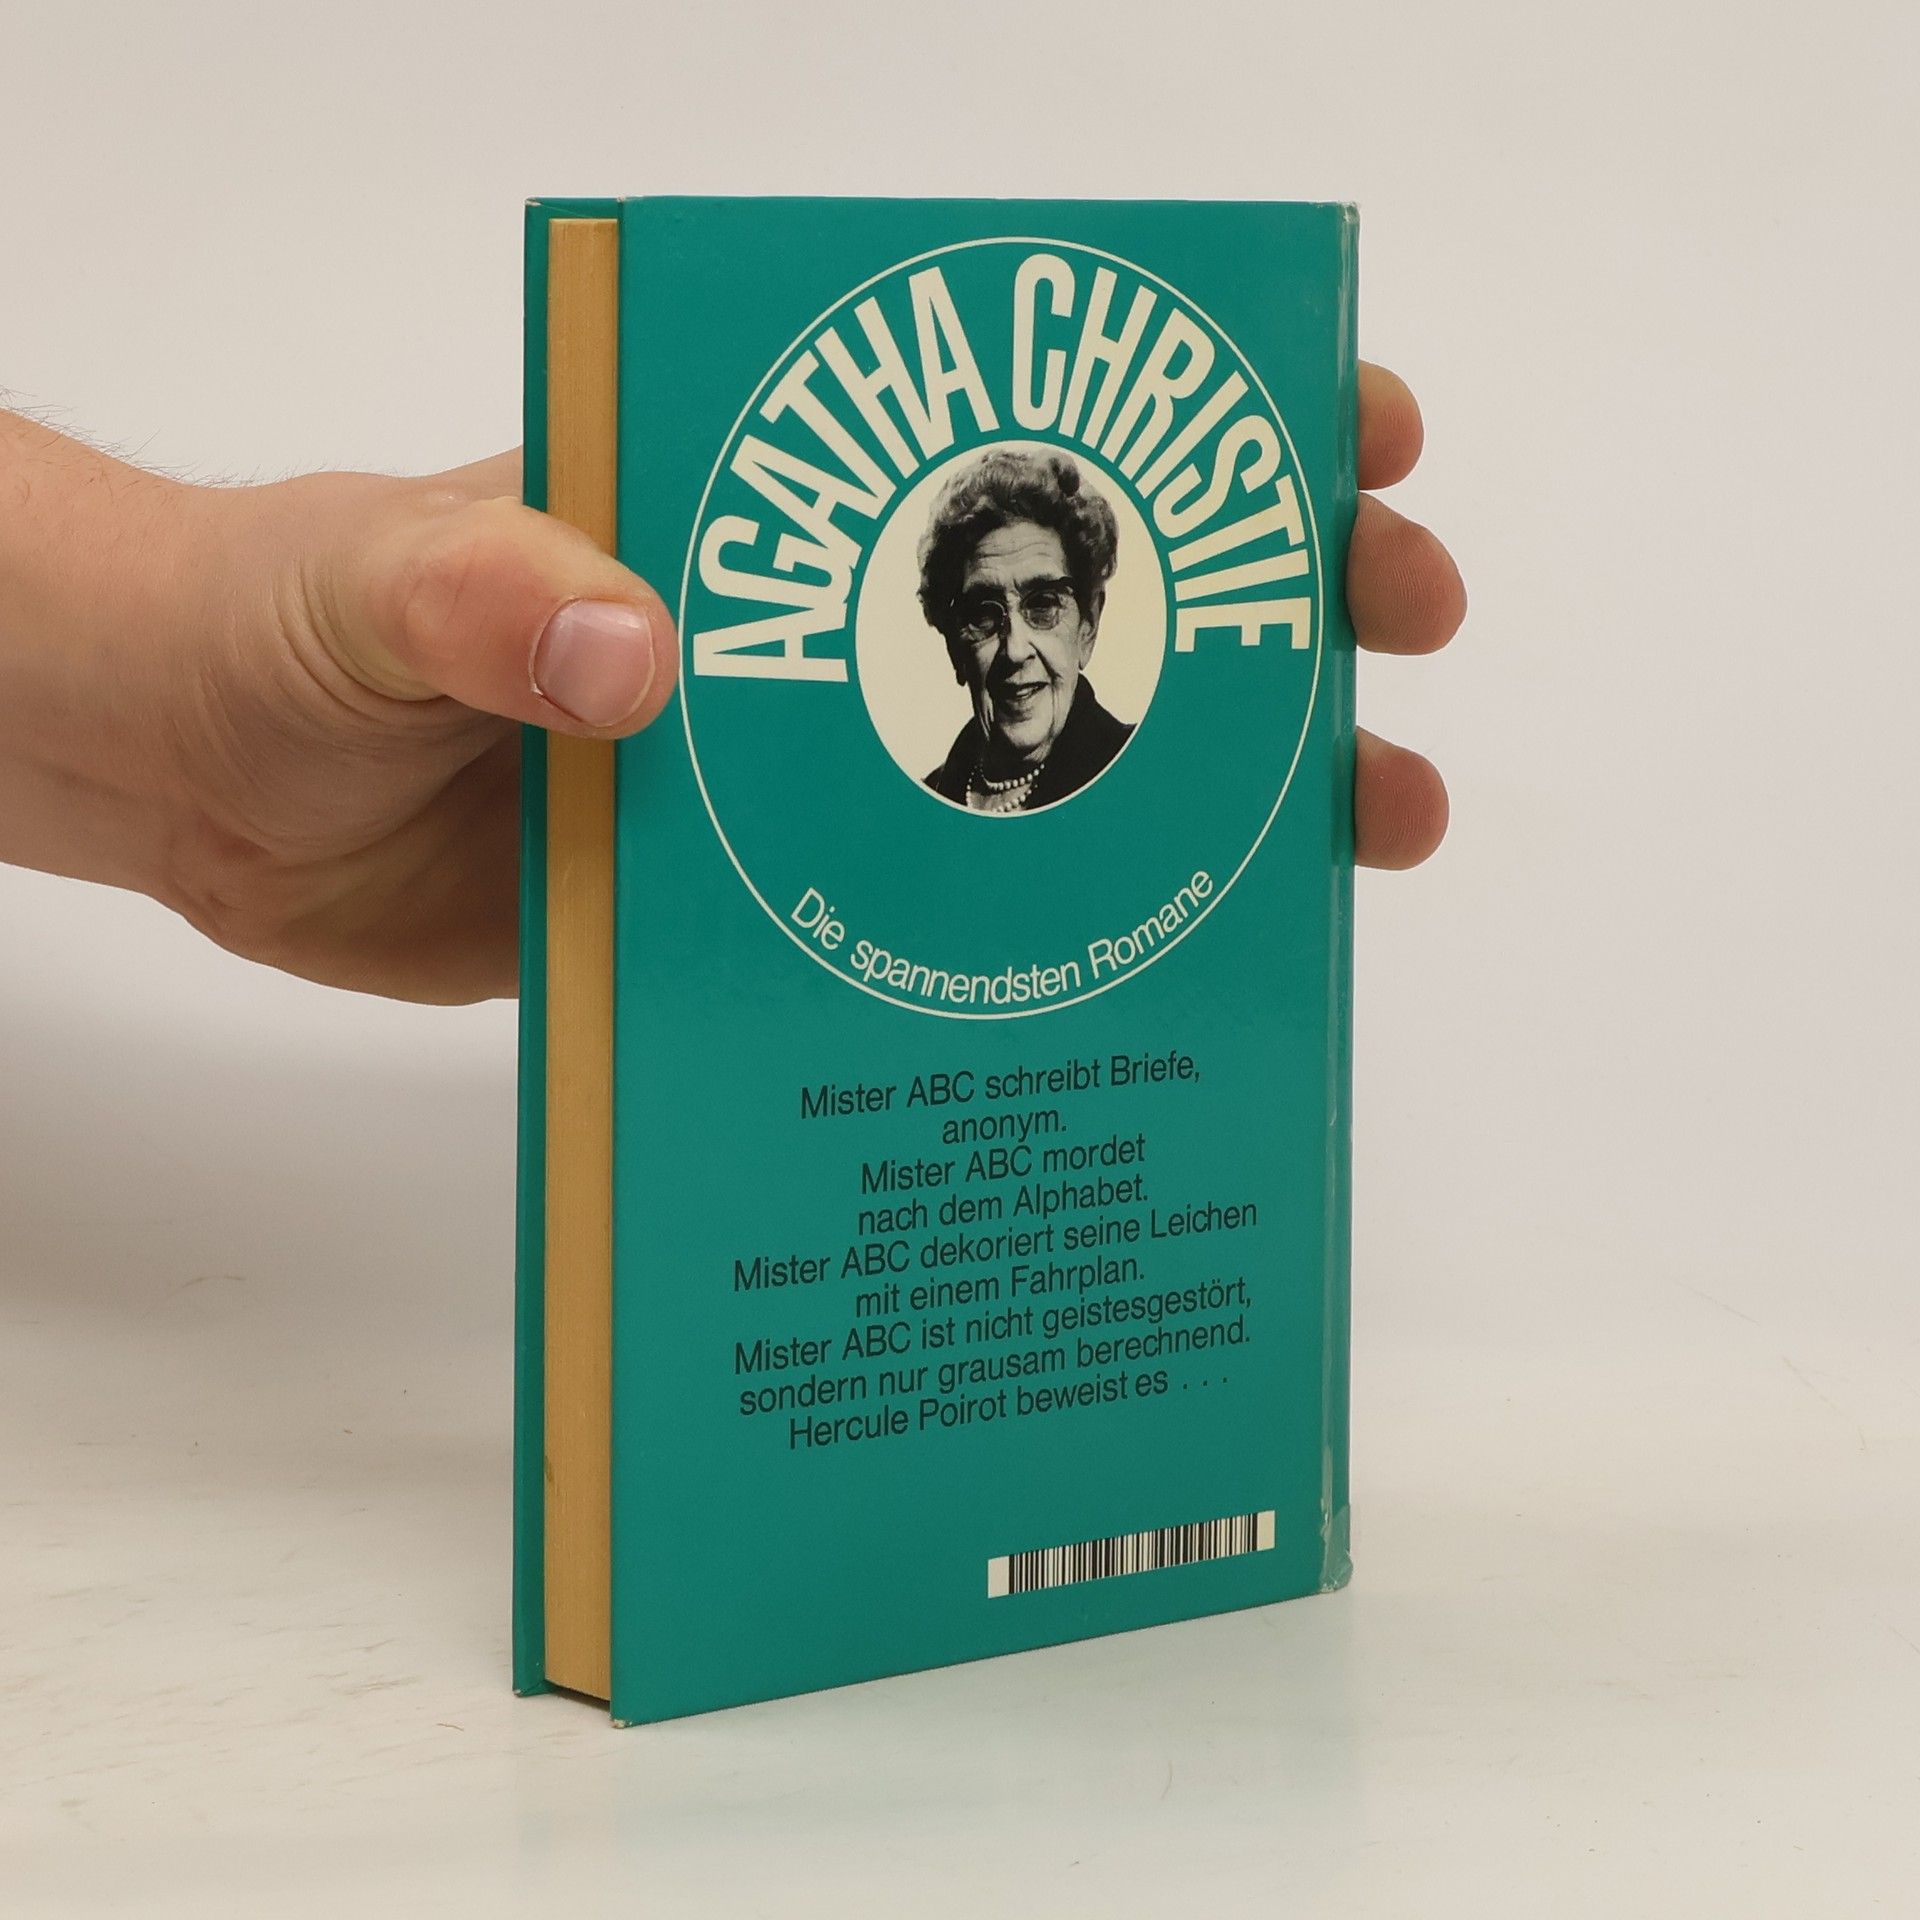 AGATHA CHRISTIE
Die spannendsten Romane
Mister ABC schreibt Briefe,
anonym.
Mister ABC mordet
nach dem Alphabet.
Mister ABC dekoriert seine Leichen
mit einem Fahrplan.
Mister ABC ist nicht geistesgestört,
sondern nur grausam berechnend.
Hercule Poirot beweist es . . .